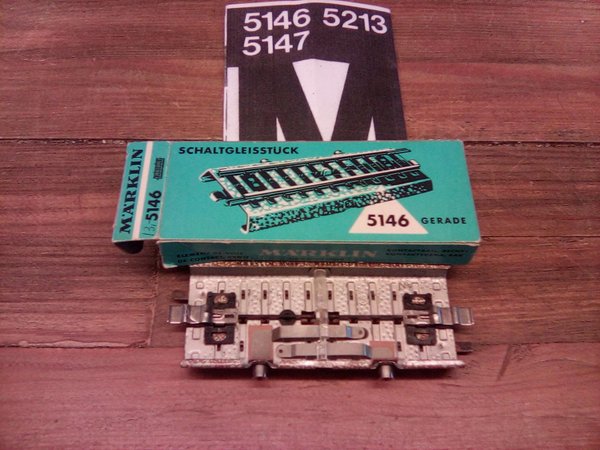 5146 5213
5147
M
SCHALTGLEISSTÜCK
MÄRKLIN
5146
5146 GERADE
MÄRKLIN